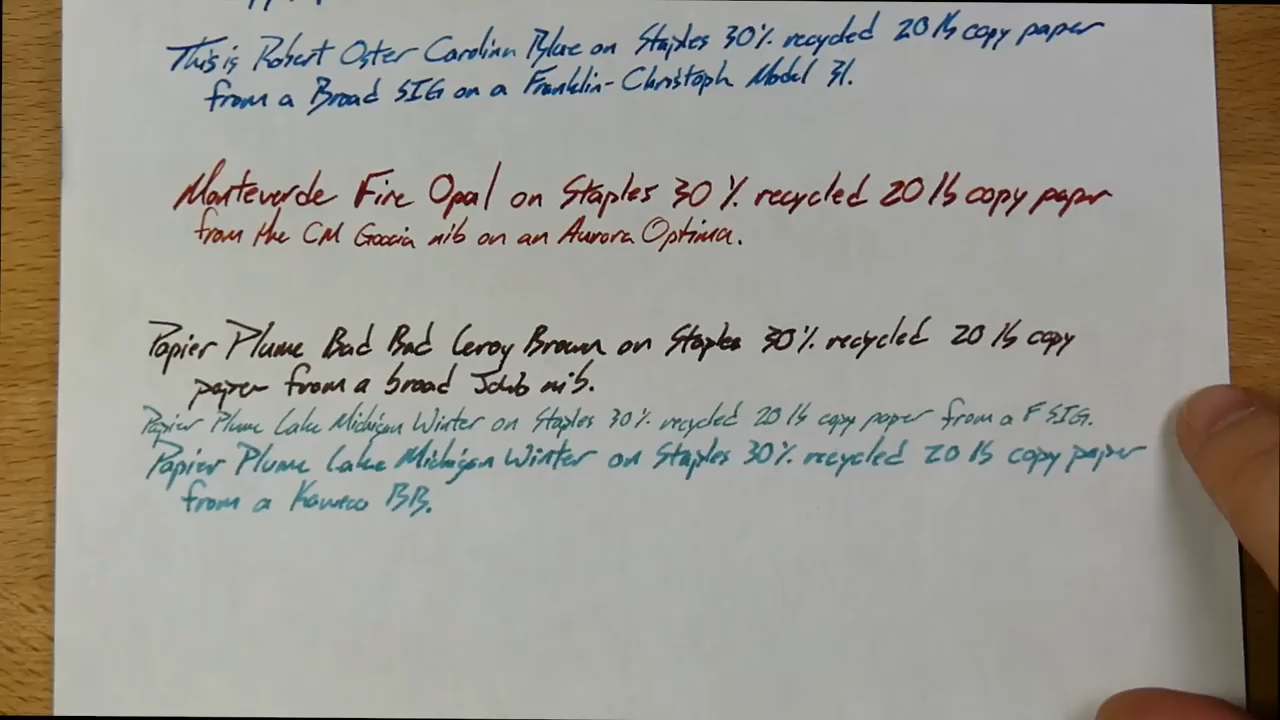 This is Robert Oster Carolina Blue on Staples 30% recycled 20 lb copy paper
from a Broad SIG on a Franklin-Christoph Model 31.
Monteverde Fire Opal on Staples 30% recycled 20 lb copy paper
from the CM Goccia nib on an Aurora Optima.
Papier Plume Bad Bad Leroy Brown on Staples 30% recycled 20 lb copy
paper from a broad JoWo nib.
Papier Plume Lake Michigan Winter on Staples 30% recycled 20 lb copy paper from a F SIG.
Papier Plume Lake Michigan Winter on Staples 30% recycled 20 lb copy paper
from a Kaweco BB.